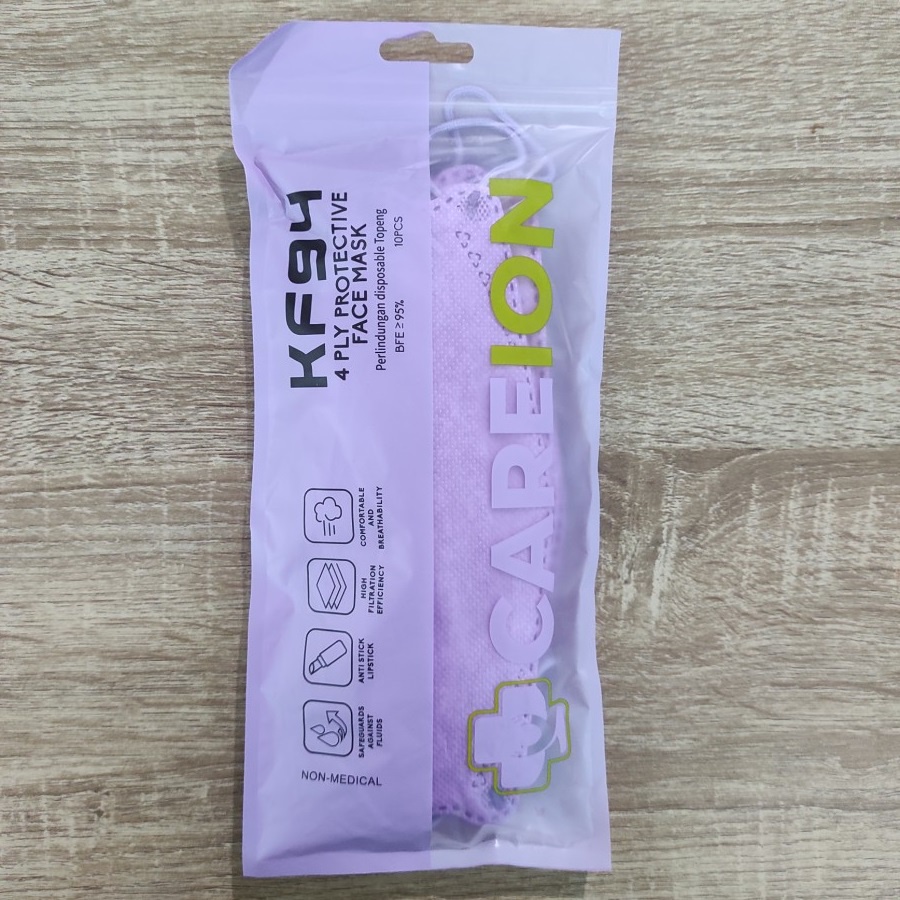 KF94
4 PLY PROTECTIVE
FACE MASK
Perlindungan disposable Topeng
BFE ≥ 95% 10PCS
COMFORTABLE
AND
BREATHABILITY
HIGH
FILTRATION
EFFICIENCY
ANTI STICK
LIPSTICK
SAFEGUARDS
AGAINST
FLUIDS
NON-MEDICAL
CAREION